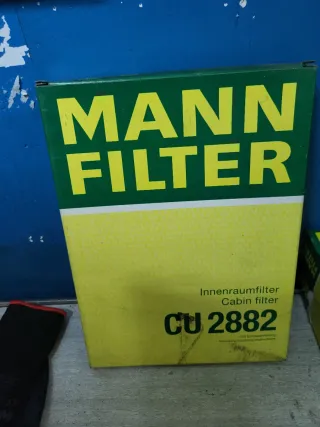 MANN
FILTER
Innenraumfilter
Cabin filter
CU 2882